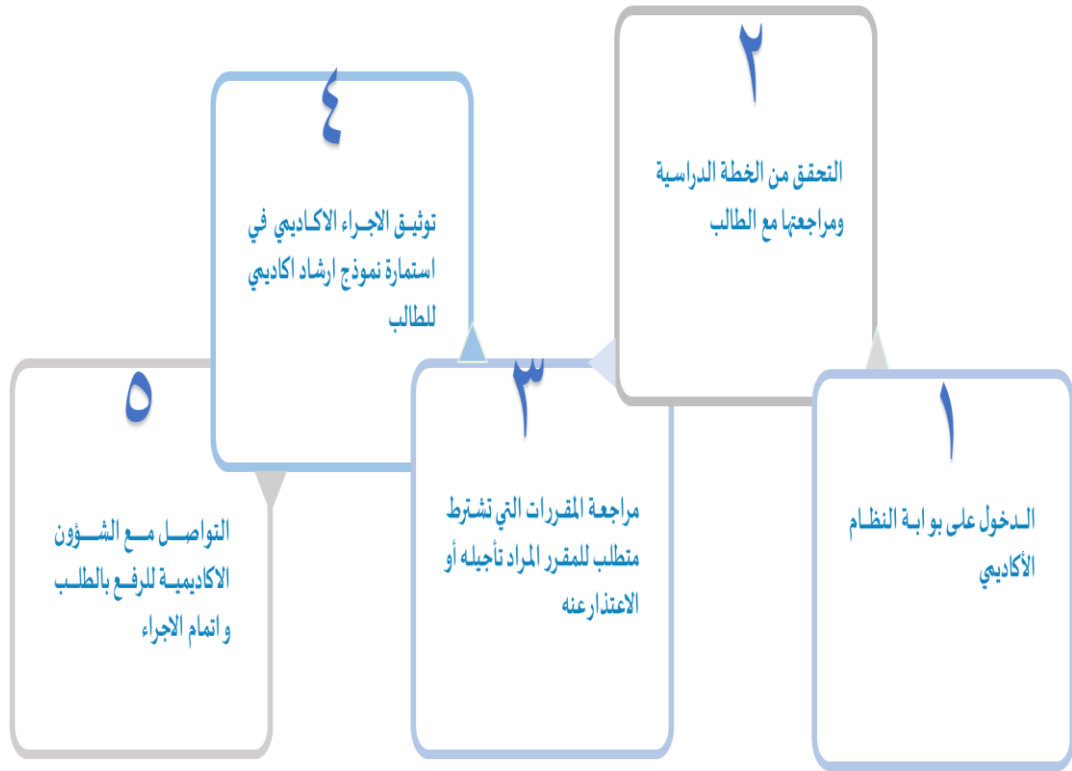 ١
الدخول على بوابة النظام
الأكاديمي
٢
التحقق من الخطة الدراسية
ومراجعتها مع الطالب
٣
مراجعة المقررات التي تشترط
متطلب للمقرر المراد تأجيله أو
الاعتذار عنه
٤
توثيق الاجراء الاكاديمي في
استمارة نموذج ارشاد اكاديمي
للطالب
٥
التواصل مع الشؤون
الاكاديمية للرفع بالطلب
و اتمام الاجراء